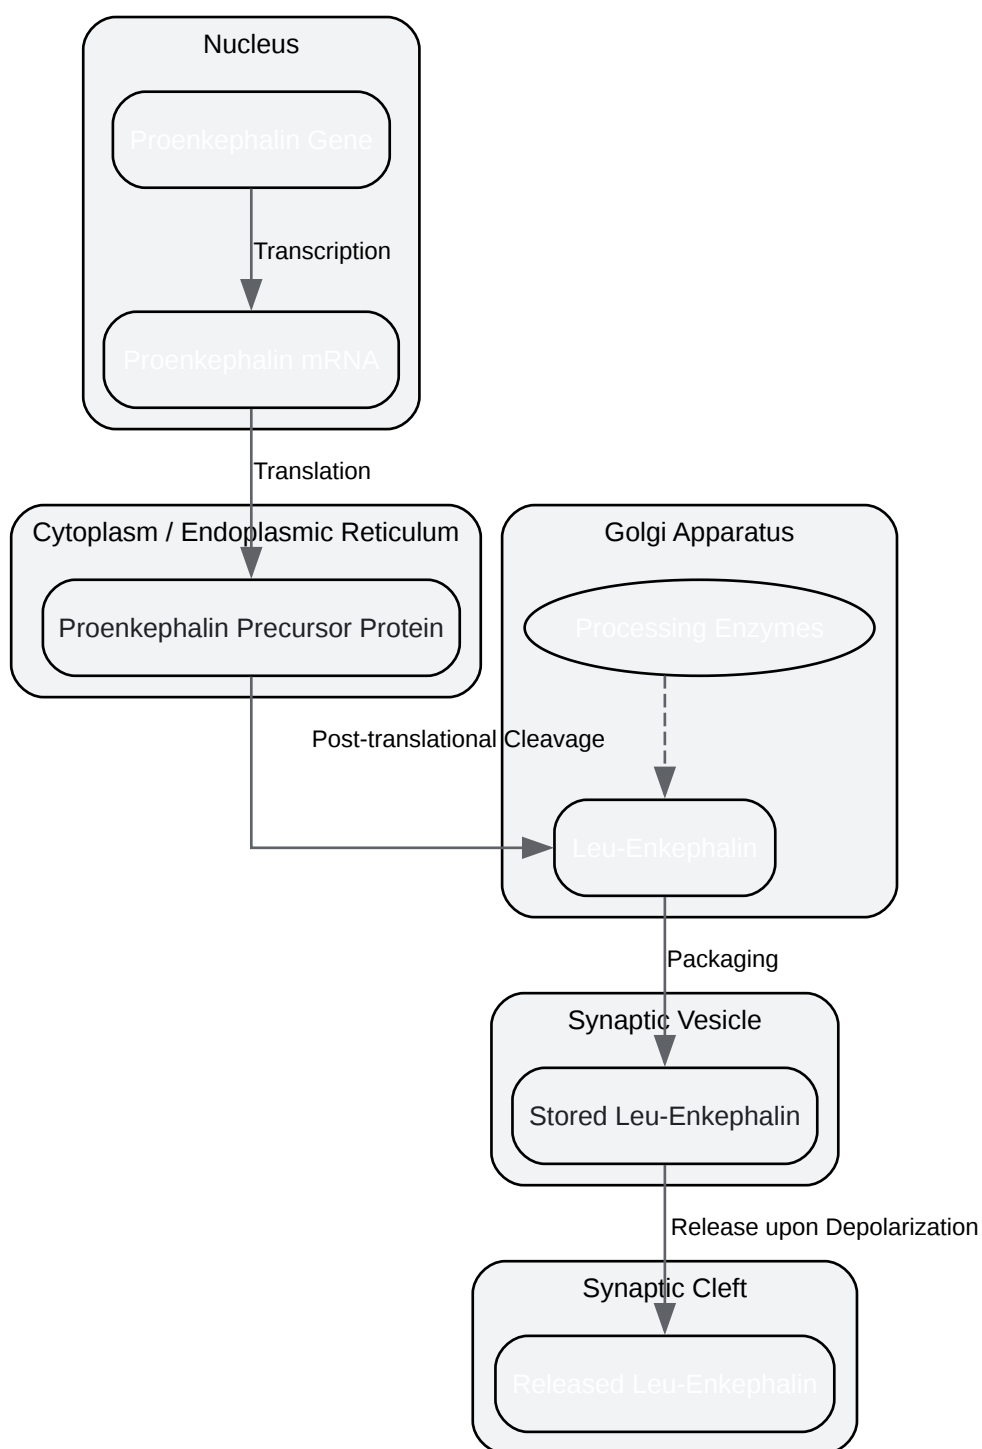 Nucleus
Proenkephalin Gene
Transcription
Proenkephalin mRNA
Translation
Cytoplasm / Endoplasmic Reticulum
Golgi Apparatus
Proenkephalin Precursor Protein
Processing Enzymes
Post-translational Cleavage
Leu-Enkephalin
Packaging
Synaptic Vesicle
Stored Leu-Enkephalin
Release upon Depolarization
Synaptic Cleft
Released Leu-Enkephalin